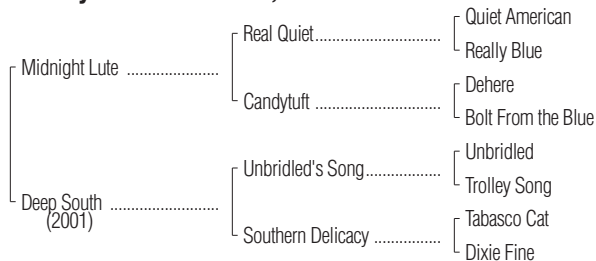 Quiet American
Real Quiet
Really Blue
Midnight Lute
Dehere
Candytuft
Bolt From the Blue
Unbridled
Unbridled's Song
Trolley Song
Deep South
(2001)
Tabasco Cat
Southern Delicacy
Dixie Fine